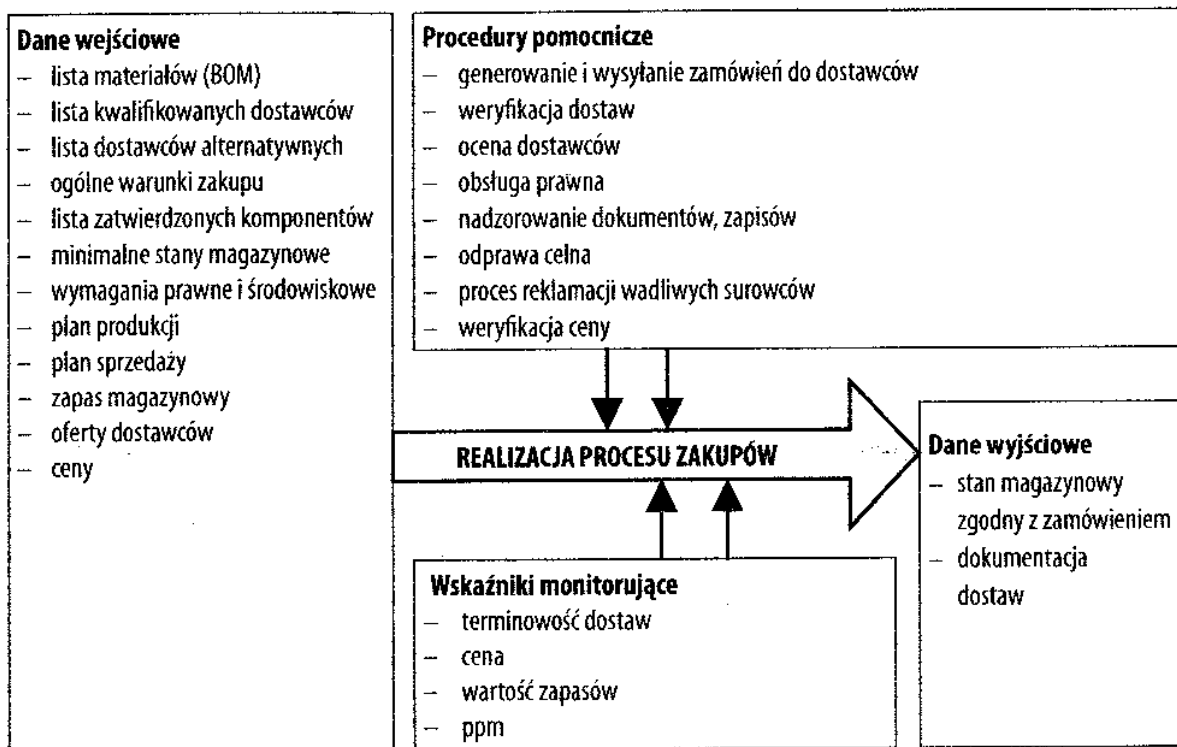 Dane wejściowe
– lista materiałów (BOM)
– lista kwalifikowanych dostawców
– lista dostawców alternatywnych
– ogólne warunki zakupu
– lista zatwierdzonych komponentów
– minimalne stany magazynowe
– wymagania prawne i środowiskowe
– plan produkcji
– plan sprzedaży
– zapas magazynowy
– oferty dostawców
– ceny
Procedury pomocnicze
– generowanie i wysyłanie zamówień do dostawców
– weryfikacja dostaw
– ocena dostawców
– obsługa prawna
– nadzorowanie dokumentów, zapisów
– odprawa celna
– proces reklamacji wadliwych surowców
– weryfikacja ceny
REALIZACJA PROCESU ZAKUPÓW
Wskaźniki monitorujące
– terminowość dostaw
– cena
– wartość zapasów
– ppm
Dane wyjściowe
– stan magazynowy
zgodny z zamówieniem
– dokumentacja
dostaw